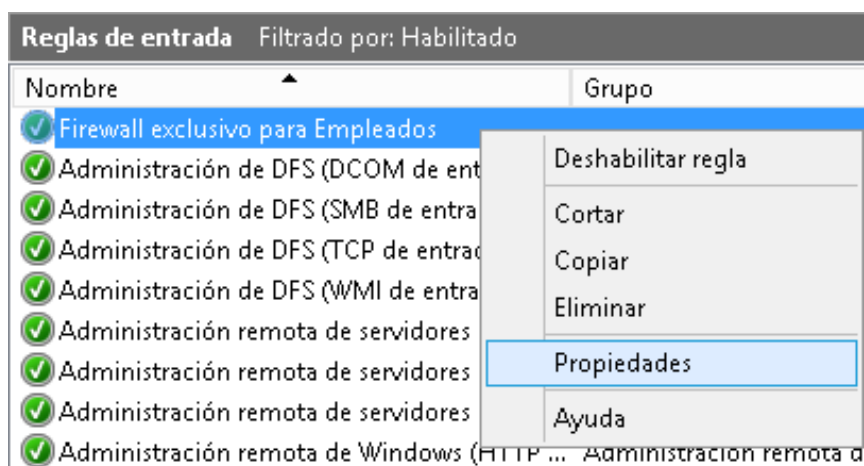 Reglas de entrada Filtrado por: Habilitado
Nombre Grupo
Firewall exclusivo para Empleados
Deshabilitar regla
Administración de DFS (DCOM de ent
Cortar
Administración de DFS (SMB de entra
Copiar
Administración de DFS (TCP de entrad
Administración de DFS (WMI de entra
Eliminar
Administración remota de servidores
Propiedades
Administración remota de servidores
Administración remota de servidores
Ayuda
Administración remota de Windows (HTTP ... Administración remota d